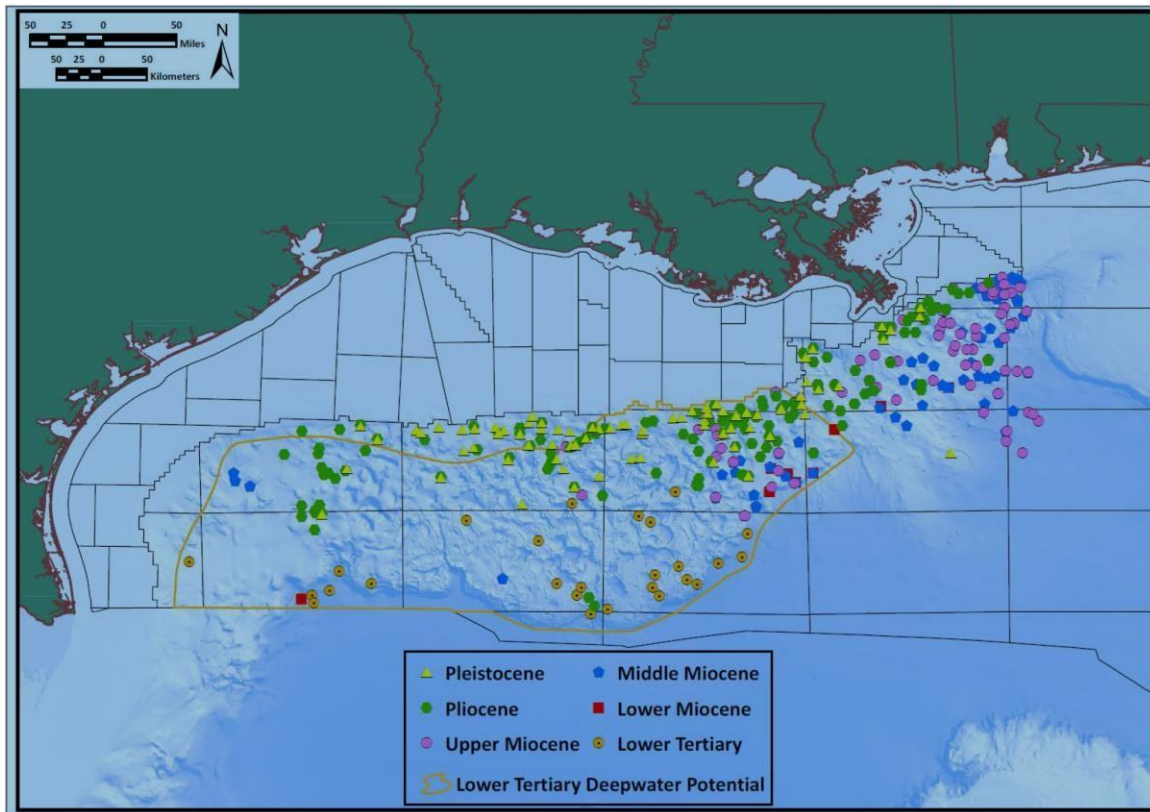 50 25 0 50
N
Miles
50 25 0 50
Kilometers
Pleistocene
Middle Miocene
Pliocene
Lower Miocene
Upper Miocene
Lower Tertiary
Lower Tertiary Deepwater Potential